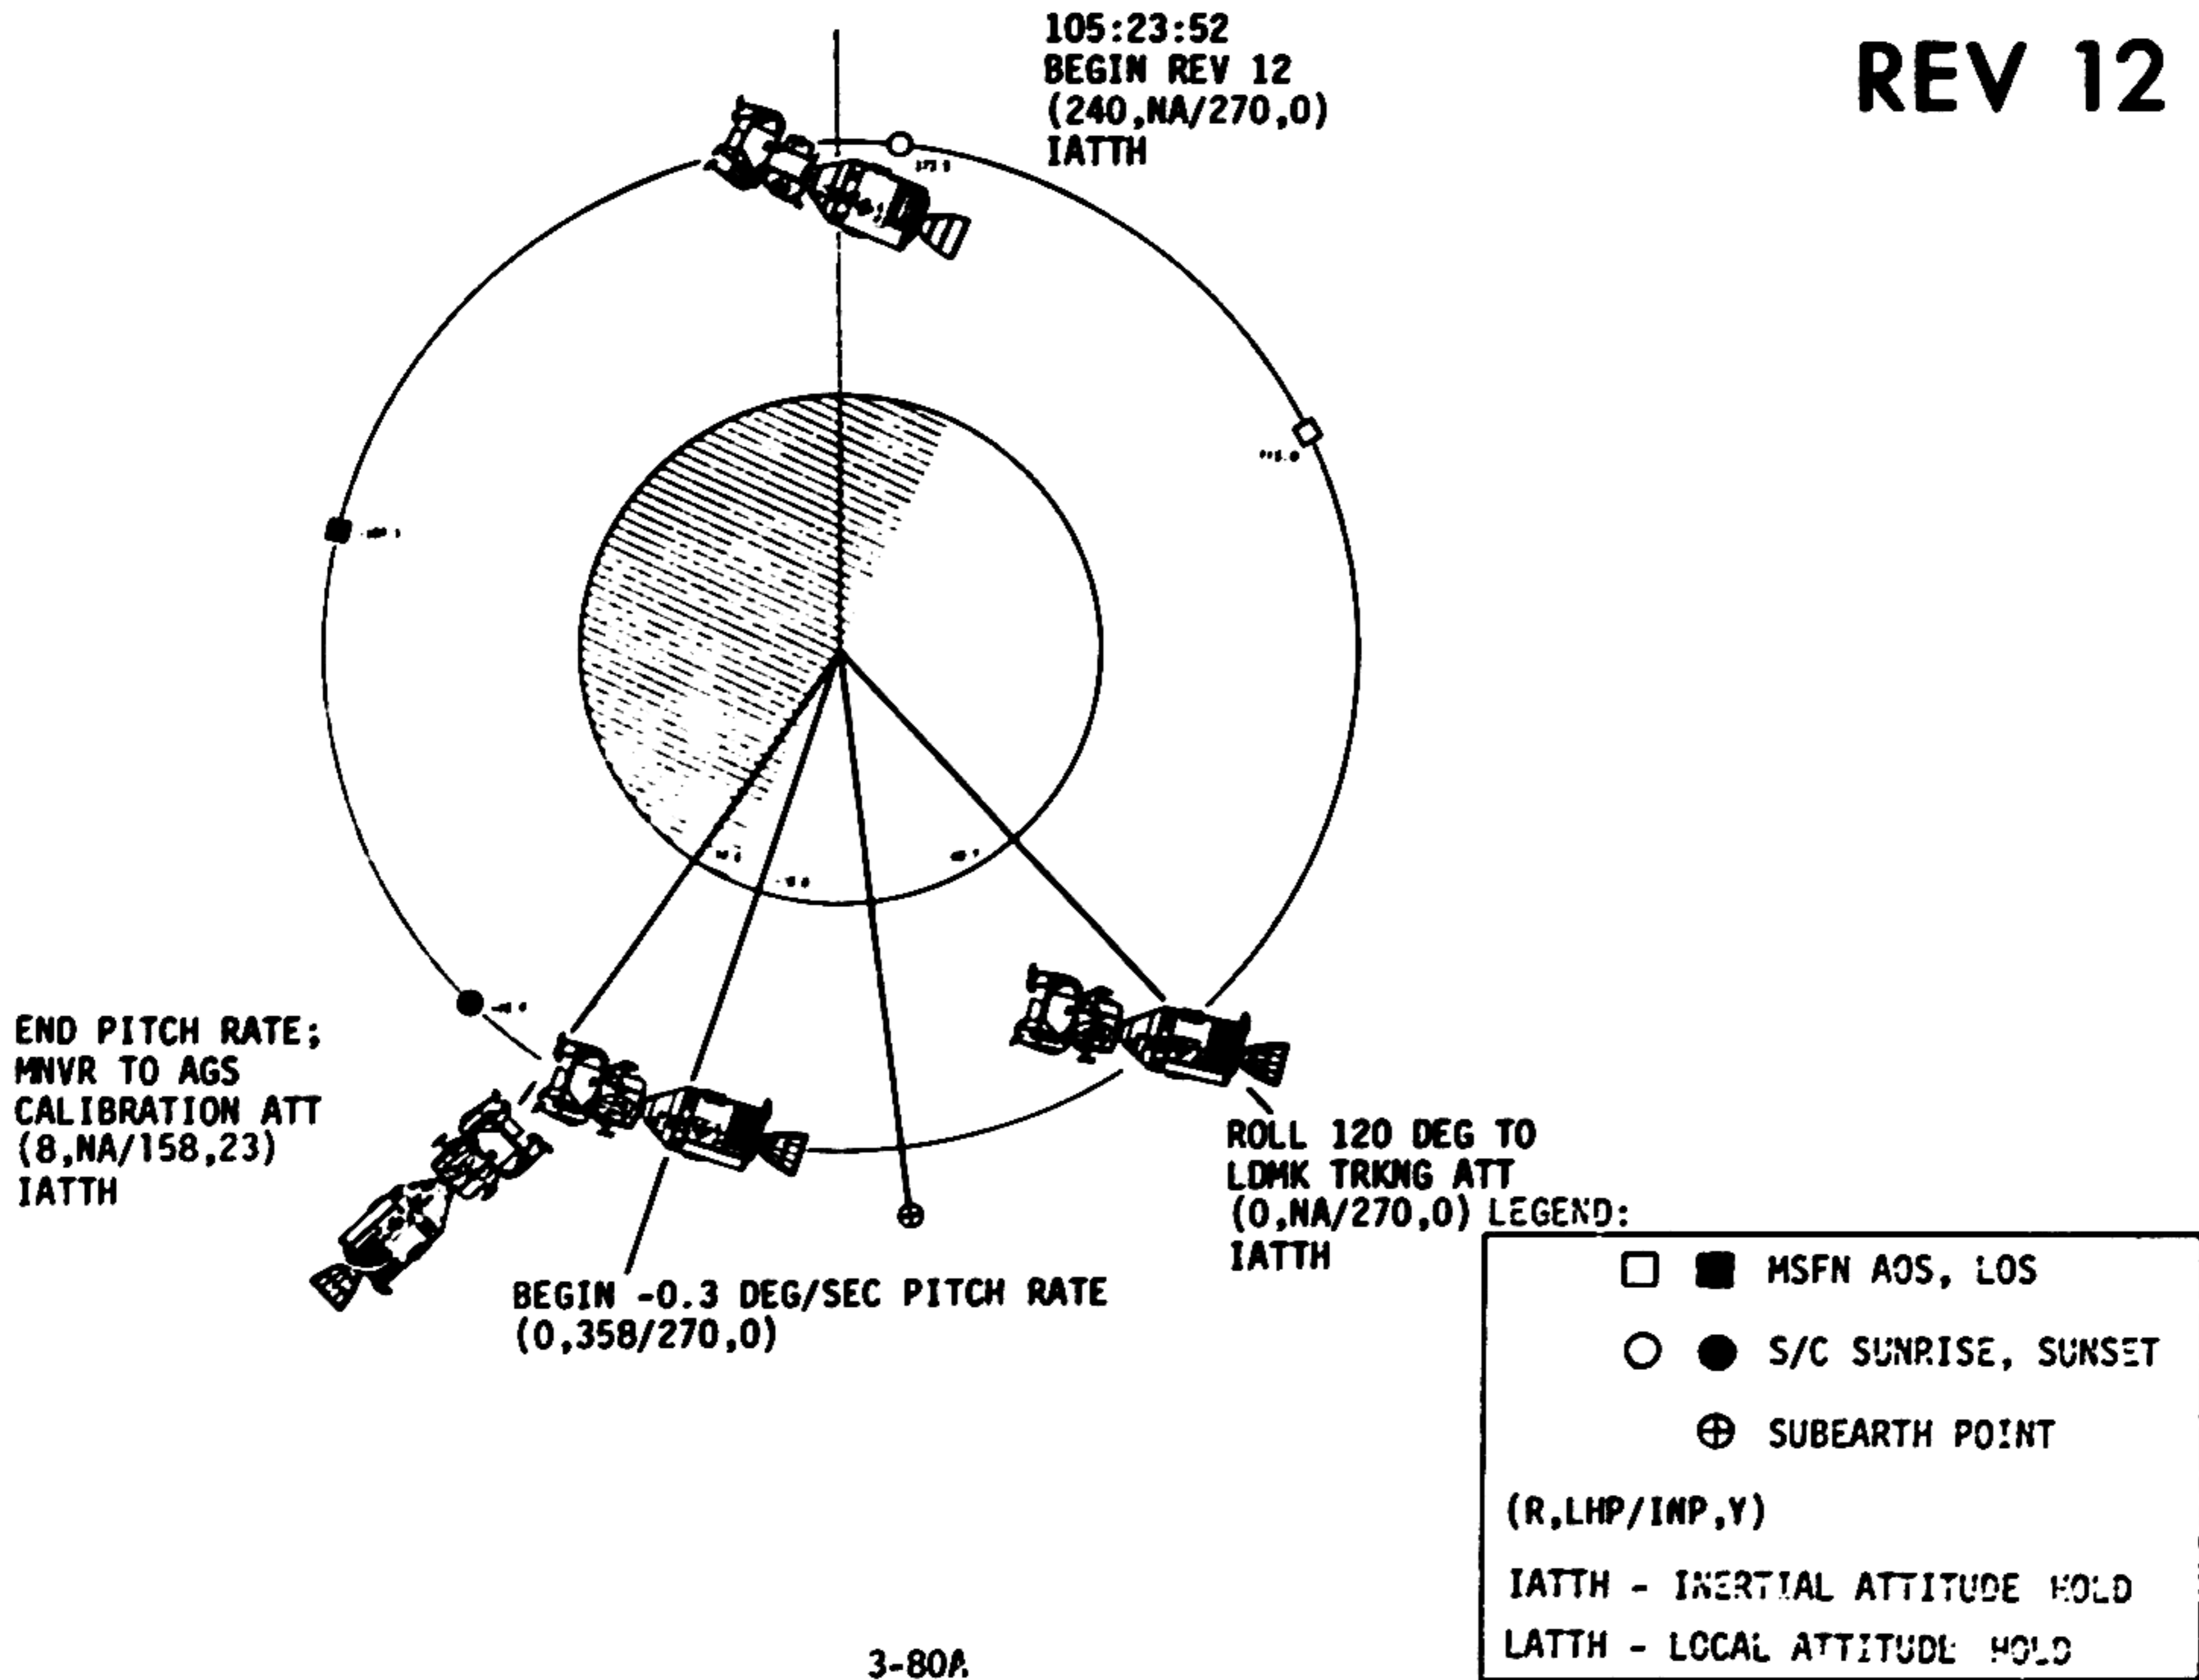 105:23:52
BEGIN REV 12
(240,NA/270,0)
IATTH
REV 12
END PITCH RATE;
MNVR TO AGS
CALIBRATION ATT
(8,NA/158,23)
IATTH
BEGIN -0.3 DEG/SEC PITCH RATE
(0,358/270,0)
ROLL 120 DEG TO
LDMK TRKNG ATT
(0,NA/270,0)
IATTH
LEGEND:
MSFN AOS, LOS
S/C SUNRISE, SUNSET
SUBEARTH POINT
(R,LHP/INP,Y)
IATTH - INERTIAL ATTITUDE HOLD
LATTH - LOCAL ATTITUDE HOLD
3-80A